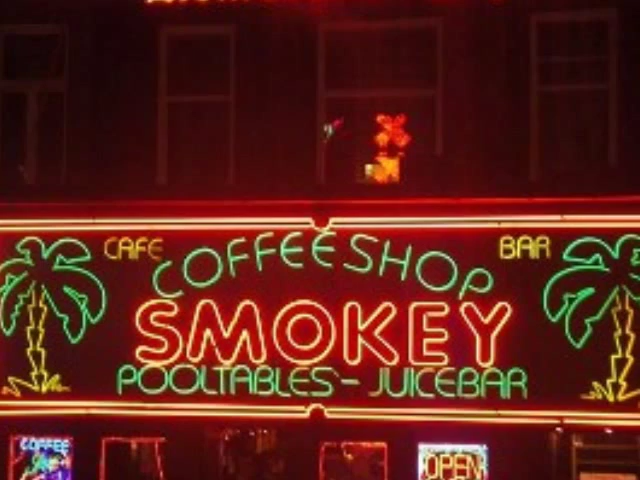 CAFE
COFFEESHOP
BAR
SMOKEY
POOLTABLES - JUICEBAR
COFFEE
OPEN